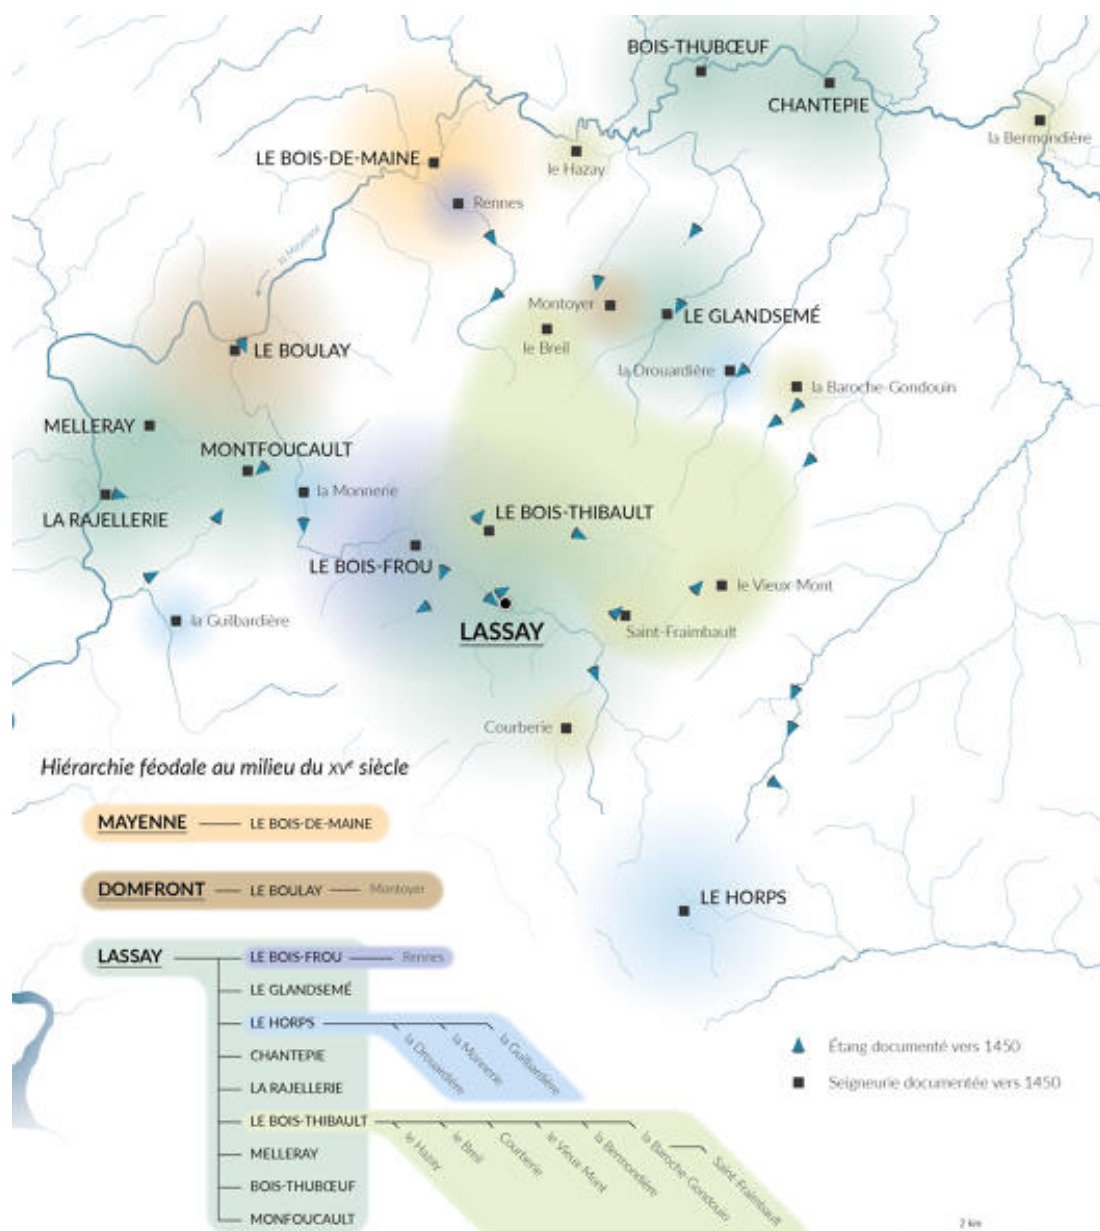 BOIS-THUBŒUF
CHANTEPIE
la Bermondière
LE BOIS-DE-MAINE
le Hazay
Rennes
la Mayenne
Montoyer
LE GLANDSEMÉ
le Breil
LE BOULAY
la Drouardière
la Baroche-Gondouin
MELLERAY
MONTFOUCAULT
la Monnerie
LA RAJELLERIE
LE BOIS-THIBAULT
LE BOIS-FROU
le Vieux-Mont
la Guilbardière
LASSAY
Saint-Fraimbault
Courberie
Hiérarchie féodale au milieu du XVe siècle
MAYENNE LE BOIS-DE-MAINE
DOMFRONT LE BOULAY Montoyer
LE HORPS
LASSAY LE BOIS-FROU Rennes
LE GLANDSEMÉ
LE HORPS la Drouardière la Monnerie la Guilbardière
CHANTEPIE
LA RAJELLERIE
LE BOIS-THIBAULT le Hazay le Breil Courberie le Vieux Mont la Bermondière la Baroche-Gondouin Saint-Fraimbault
MELLERAY
BOIS-THUBŒUF
MONFOUCAULT
Étang documenté vers 1450
Seigneurie documentée vers 1450
2 km